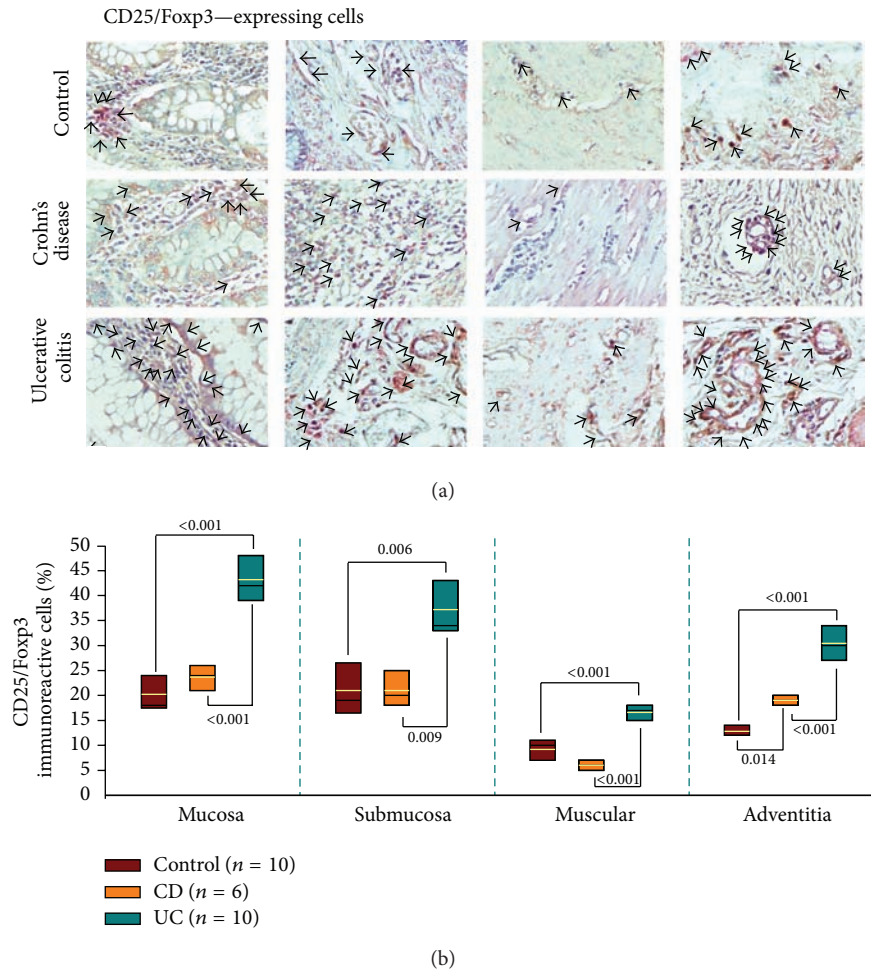 CD25/Foxp3—expressing cells
Control
Crohn's
disease
Ulcerative
colitis
(a)
CD25/Foxp3
immunoreactive cells (%)
50
45
40
35
30
25
20
15
10
5
0
<0.001
<0.001
0.006
0.009
<0.001
<0.001
<0.001
0.014
<0.001
Mucosa
Submucosa
Muscular
Adventitia
Control (n = 10)
CD (n = 6)
UC (n = 10)
(b)